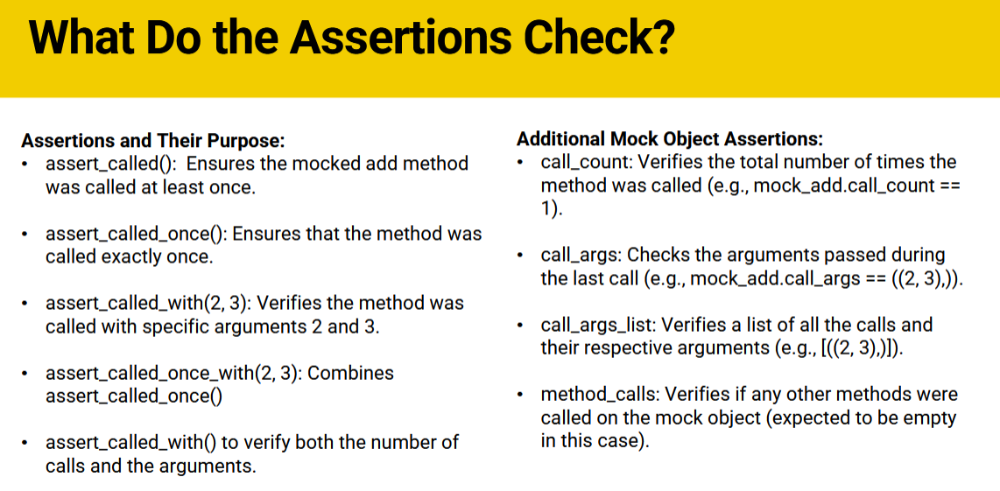 What Do the Assertions Check?
Assertions and Their Purpose:
• assert_called(): Ensures the mocked add method
was called at least once.
• assert_called_once(): Ensures that the method was
called exactly once.
• assert_called_with(2, 3): Verifies the method was
called with specific arguments 2 and 3.
• assert_called_once_with(2, 3): Combines
assert_called_once()
• assert_called_with() to verify both the number of
calls and the arguments.
Additional Mock Object Assertions:
• call_count: Verifies the total number of times the
method was called (e.g., mock_add.call_count ==
1).
• call_args: Checks the arguments passed during
the last call (e.g., mock_add.call_args == ((2, 3),)).
• call_args_list: Verifies a list of all the calls and
their respective arguments (e.g., [((2, 3),)]).
• method_calls: Verifies if any other methods were
called on the mock object (expected to be empty
in this case).